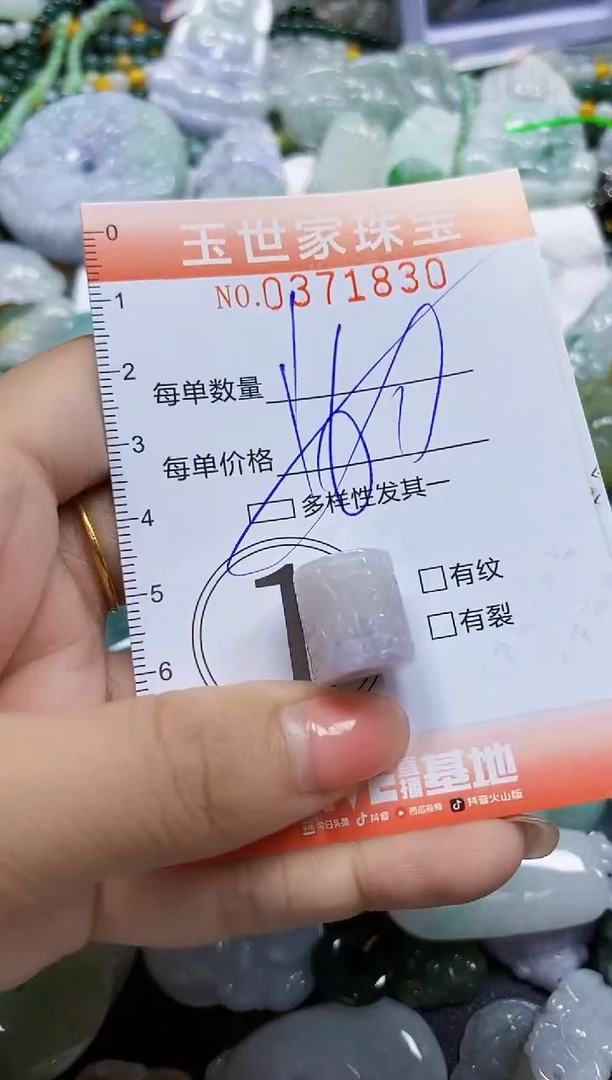 玉世家珠宝
NO.0371830
0
1
2
3
4
5
6
每单数量
每单价格
多样性发其一
1
有纹
有裂
播基地
今日头条 抖音 西瓜视频 抖音火山版